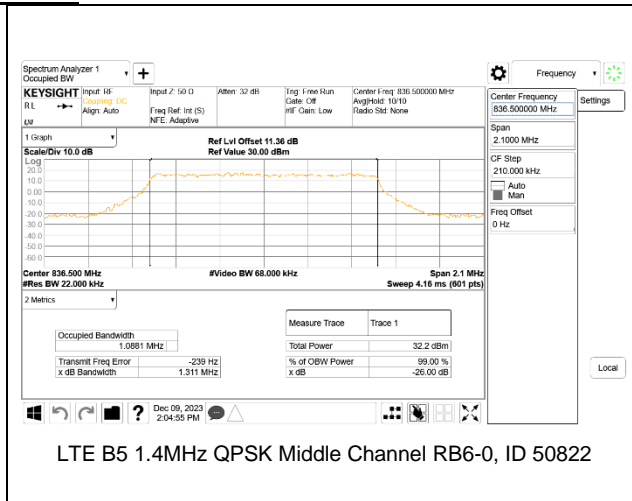 Spectrum Analyzer 1
Occupied BW
+
Frequency
KEYSIGHT
RL
Input: RF
Coupling: DC
Align: Auto
Input Z: 50 Ω
Freq Ref: Int (S)
NFE: Adaptive
Atten: 32 dB
Trig: Free Run
Gate: Off
#IF Gain: Low
Center Freq: 836.500000 MHz
Avg|Hold: 10/10
Radio Std: None
Center Frequency
836.500000 MHz
Settings
Span
2.1000 MHz
CF Step
210.000 kHz
Auto
Man
Freq Offset
0 Hz
1 Graph
Scale/Div 10.0 dB
Ref Lvl Offset 11.36 dB
Ref Value 30.00 dBm
Log
20.0
10.0
0.00
-10.0
-20.0
-30.0
-40.0
-50.0
-60.0
Center 836.500 MHz
#Video BW 68.000 kHz
Span 2.1 MHz
#Res BW 22.000 kHz
Sweep 4.16 ms (601 pts)
2 Metrics
Measure Trace
Trace 1
Occupied Bandwidth
1.0881 MHz
Total Power
32.2 dBm
Transmit Freq Error
-239 Hz
% of OBW Power
99.00 %
x dB Bandwidth
1.311 MHz
x dB
-26.00 dB
Local
?
Dec 09, 2023
2:04:55 PM
LTE B5 1.4MHz QPSK Middle Channel RB6-0, ID 50822